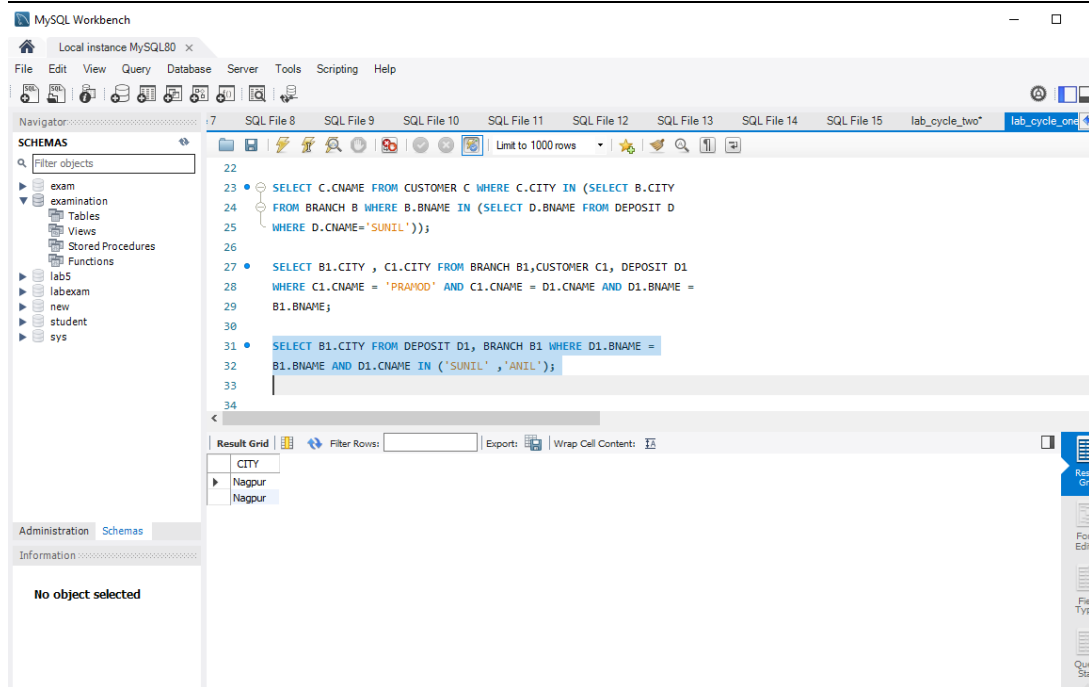 MySQL Workbench
Local instance MySQL80
File Edit View Query Database Server Tools Scripting Help
Navigator
7 SQL File 8 SQL File 9 SQL File 10 SQL File 11 SQL File 12 SQL File 13 SQL File 14 SQL File 15 lab_cycle_two* lab_cycle_one
SCHEMAS
Limit to 1000 rows
Filter objects
exam
examination
Tables
Views
Stored Procedures
Functions
lab5
labexam
new
student
sys
22
23 SELECT C.CNAME FROM CUSTOMER C WHERE C.CITY IN (SELECT B.CITY
24 FROM BRANCH B WHERE B.BNAME IN (SELECT D.BNAME FROM DEPOSIT D
25 WHERE D.CNAME='SUNIL'));
26
27 SELECT B1.CITY , C1.CITY FROM BRANCH B1,CUSTOMER C1, DEPOSIT D1
28 WHERE C1.CNAME = 'PRAMOD' AND C1.CNAME = D1.CNAME AND D1.BNAME =
29 B1.BNAME;
30
31 SELECT B1.CITY FROM DEPOSIT D1, BRANCH B1 WHERE D1.BNAME =
32 B1.BNAME AND D1.CNAME IN ('SUNIL' ,'ANIL');
33
34
Result Grid Filter Rows: Export: Wrap Cell Content:
CITY
Nagpur
Nagpur
Administration Schemas
Information
No object selected